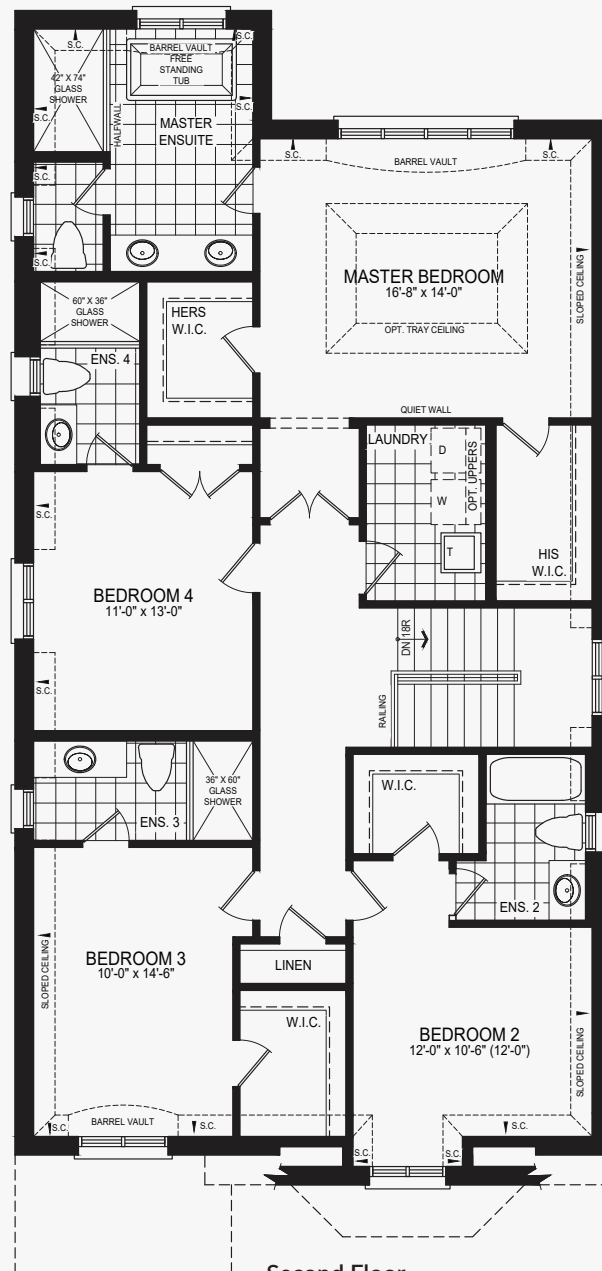 S.C.
S.C.
BARREL VAULT
FREE
STANDING
TUB
42" X 74"
GLASS
SHOWER
S.C.
S.C.
HALFWALL
MASTER
ENSUITE
S.C.
S.C.
S.C.
S.C.
BARREL VAULT
SLOPED CEILING
MASTER BEDROOM
16'-8" x 14'-0"
OPT. TRAY CEILING
QUIET WALL
60" X 36"
GLASS
SHOWER
HERS
W.I.C.
ENS. 4
LAUNDRY
D
W
OPT. UPPERS
T
HIS
W.I.C.
S.C.
BEDROOM 4
11'-0" x 13'-0"
S.C.
DN 18R
RAILING
36" X 60"
GLASS
SHOWER
ENS. 3
W.I.C.
ENS. 2
BEDROOM 3
10'-0" x 14'-6"
SLOPED CEILING
LINEN
W.I.C.
BEDROOM 2
12'-0" x 10'-6" (12'-0")
SLOPED CEILING
BARREL VAULT
S.C.
S.C.
S.C.
S.C.
S.C.
Second Floor